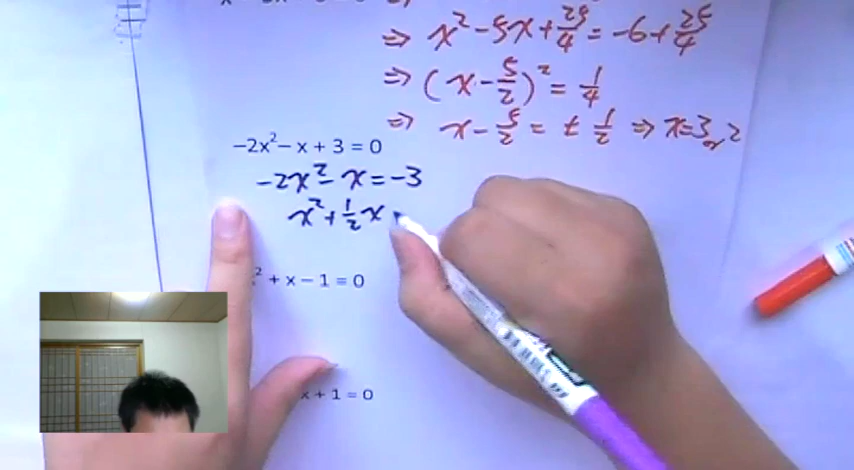 ⇒ x² - 5x + 25/4 = -6 + 25/4
⇒ (x - 5/2)² = 1/4
⇒ x - 5/2 = ± 1/2 ⇒ x = 3 or 2
-2x² - x + 3 = 0
-2x² - x = -3
x² + 1/2 x
² + x - 1 = 0
x + 1 = 0